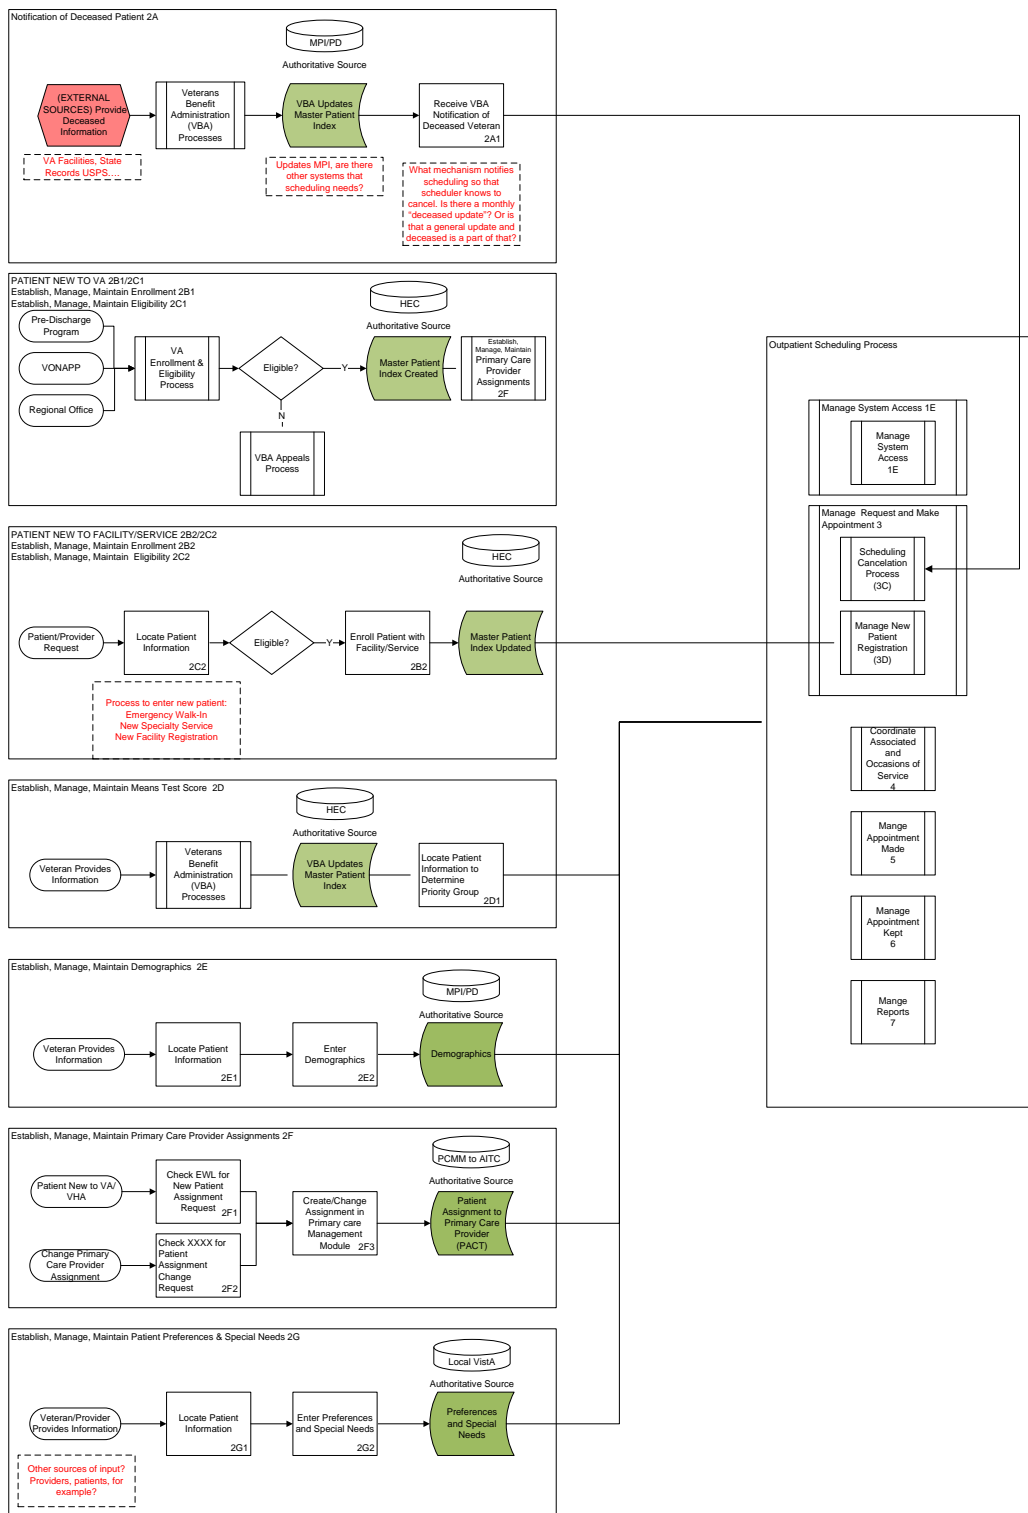 Notification of Deceased Patient 2A
MPI/PD
Authoritative Source
(EXTERNAL
SOURCES) Provide
Deceased
Information
Veterans
Benefit
Administration
(VBA)
Processes
VBA Updates
Master Patient
Index
Receive VBA
Notification of
Deceased Veteran
2A1
VA Facilities, State
Records USPS....
Updates MPI, are there
other systems that
scheduling needs?
What mechanism notifies
scheduling so that
scheduler knows to
cancel. Is there a monthly
“deceased update”? Or is
that a general update and
deceased is a part of that?
PATIENT NEW TO VA 2B1/2C1
Establish, Manage, Maintain Enrollment 2B1
Establish, Manage, Maintain Eligibility 2C1
HEC
Authoritative Source
Pre-Discharge
Program
VONAPP
Regional Office
VA
Enrollment &
Eligibility
Process
Eligible?
Y
N
VBA Appeals
Process
Master Patient
Index Created
Establish,
Manage, Maintain
Primary Care
Provider
Assignments
2F
PATIENT NEW TO FACILITY/SERVICE 2B2/2C2
Establish, Manage, Maintain Enrollment 2B2
Establish, Manage, Maintain  Eligibility 2C2
HEC
Authoritative Source
Patient/Provider
Request
Locate Patient
Information
2C2
Eligible?
Y
Enroll Patient with
Facility/Service
2B2
Master Patient
Index Updated
Process to enter new patient:
Emergency Walk-In
New Specialty Service
New Facility Registration
Establish, Manage, Maintain Means Test Score  2D
HEC
Authoritative Source
Veteran Provides
Information
Veterans
Benefit
Administration
(VBA)
Processes
VBA Updates
Master Patient
Index
Locate Patient
Information to
Determine
Priority Group
2D1
Establish, Manage, Maintain Demographics  2E
MPI/PD
Authoritative Source
Veteran Provides
Information
Locate Patient
Information
2E1
Enter
Demographics
2E2
Demographics
Establish, Manage, Maintain Primary Care Provider Assignments 2F
PCMM to AITC
Authoritative Source
Patient New to VA/
VHA
Check EWL for
New Patient
Assignment
Request
2F1
Change Primary
Care Provider
Assignment
Check XXXX for
Patient
Assignment
Change
Request
2F2
Create/Change
Assignment in
Primary care
Management
Module
2F3
Patient
Assignment to
Primary Care
Provider
(PACT)
Establish, Manage, Maintain Patient Preferences & Special Needs 2G
Local VistA
Authoritative Source
Veteran/Provider
Provides Information
Locate Patient
Information
2G1
Enter Preferences
and Special Needs
2G2
Preferences
and Special
Needs
Other sources of input?
Providers, patients, for
example?
Outpatient Scheduling Process
Manage System Access 1E
Manage
System
Access
1E
Manage  Request and Make
Appointment 3
Scheduling
Cancelation
Process
(3C)
Manage New
Patient
Registration
(3D)
Coordinate
Associated
and
Occasions of
Service
4
Mange
Appointment
Made
5
Manage
Appointment
Kept
6
Mange
Reports
7